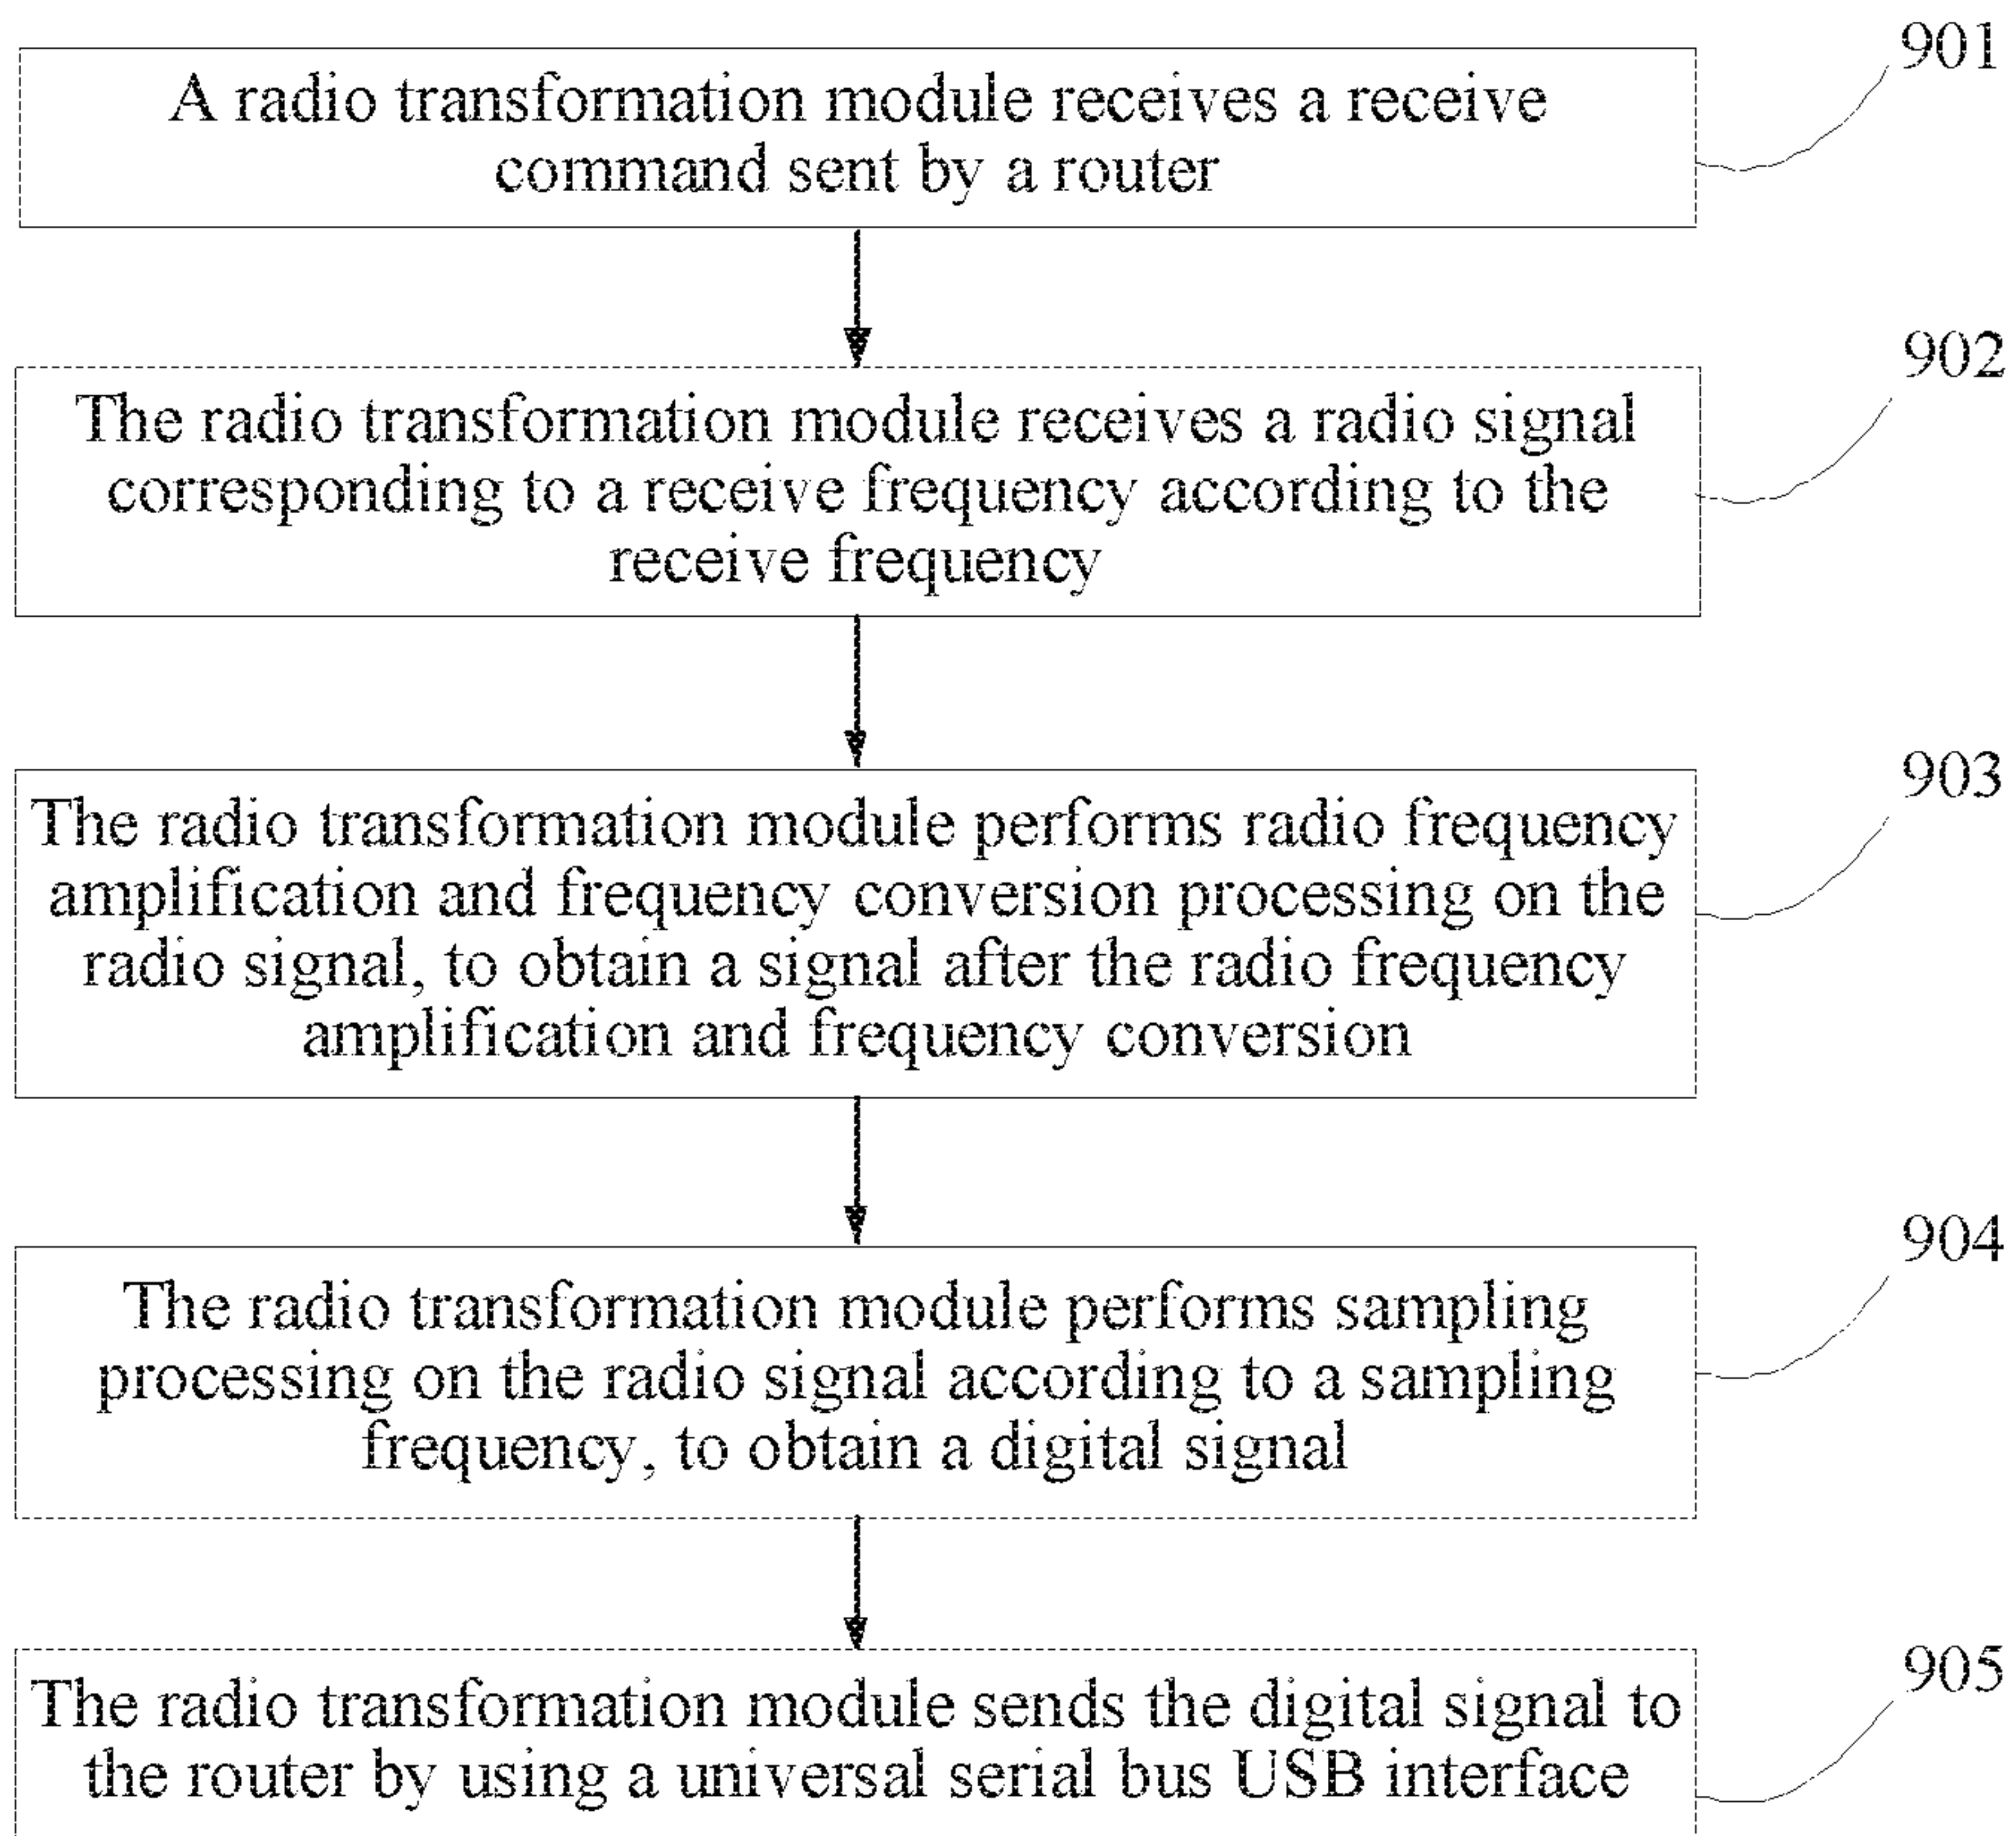 901
A radio transformation module receives a receive
command sent by a router
902
The radio transformation module receives a radio signal
corresponding to a receive frequency according to the
receive frequency
903
The radio transformation module performs radio frequency
amplification and frequency conversion processing on the
radio signal, to obtain a signal after the radio frequency
amplification and frequency conversion
904
The radio transformation module performs sampling
processing on the radio signal according to a sampling
frequency, to obtain a digital signal
905
The radio transformation module sends the digital signal to
the router by using a universal serial bus USB interface